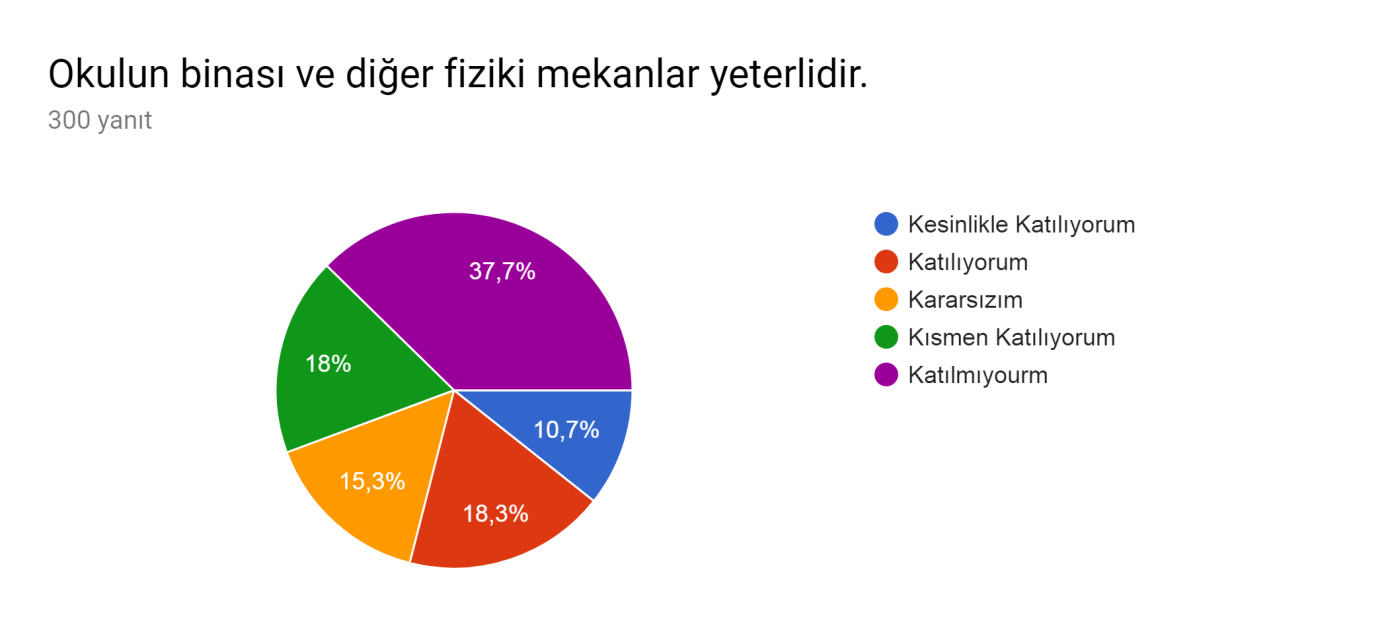 Okulun binası ve diğer fiziki mekanlar yeterlidir.
300 yanıt
37,7%
18%
10,7%
15,3%
18,3%
Kesinlikle Katılıyorum
Katılıyorum
Kararsızım
Kısmen Katılıyorum
Katılmıyourm